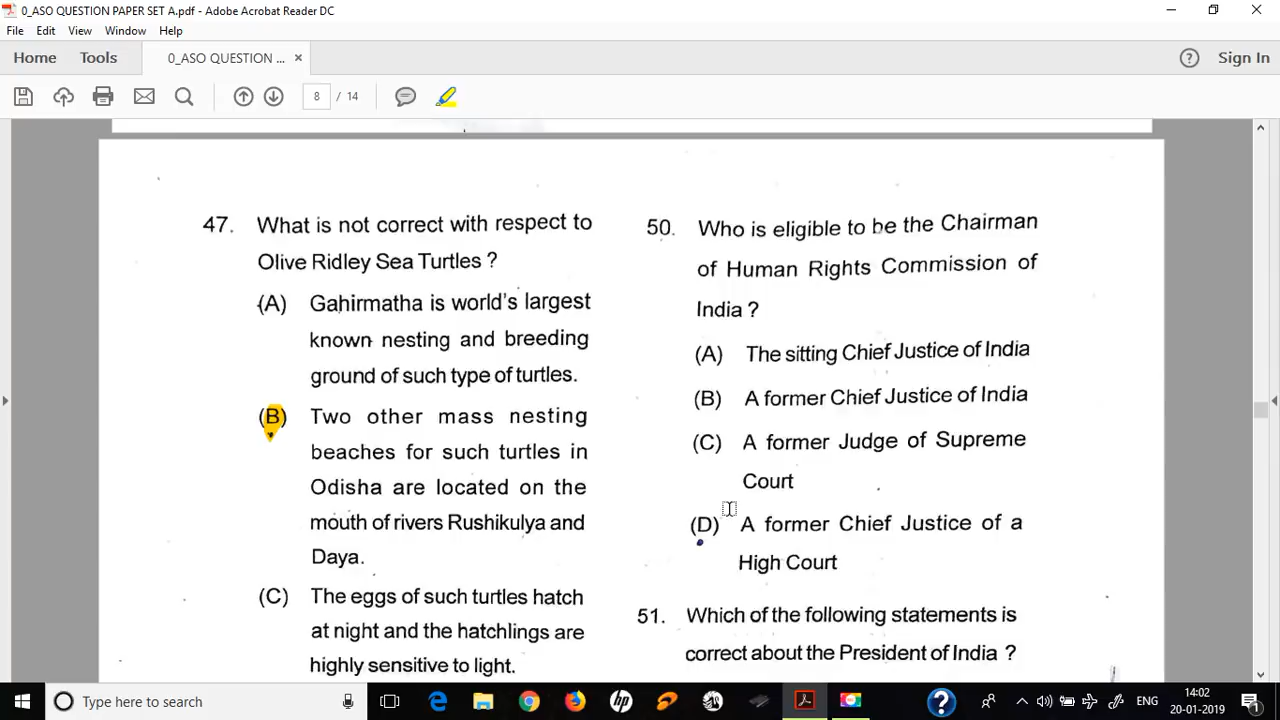 0_ASO QUESTION PAPER SET A.pdf - Adobe Acrobat Reader DC
File Edit View Window Help
Home Tools 0_ASO QUESTION ... × Sign In
8 / 14
47. What is not correct with respect to
Olive Ridley Sea Turtles ?
(A) Gahirmatha is world's largest
known nesting and breeding
ground of such type of turtles.
(B) Two other mass nesting
beaches for such turtles in
Odisha are located on the
mouth of rivers Rushikulya and
Daya.
(C) The eggs of such turtles hatch
at night and the hatchlings are
highly sensitive to light.
50. Who is eligible to be the Chairman
of Human Rights Commission of
India ?
(A) The sitting Chief Justice of India
(B) A former Chief Justice of India
(C) A former Judge of Supreme
Court
(D) A former Chief Justice of a
High Court
51. Which of the following statements is
correct about the President of India ?
Type here to search
hp
ENG
14:02
20-01-2019
1